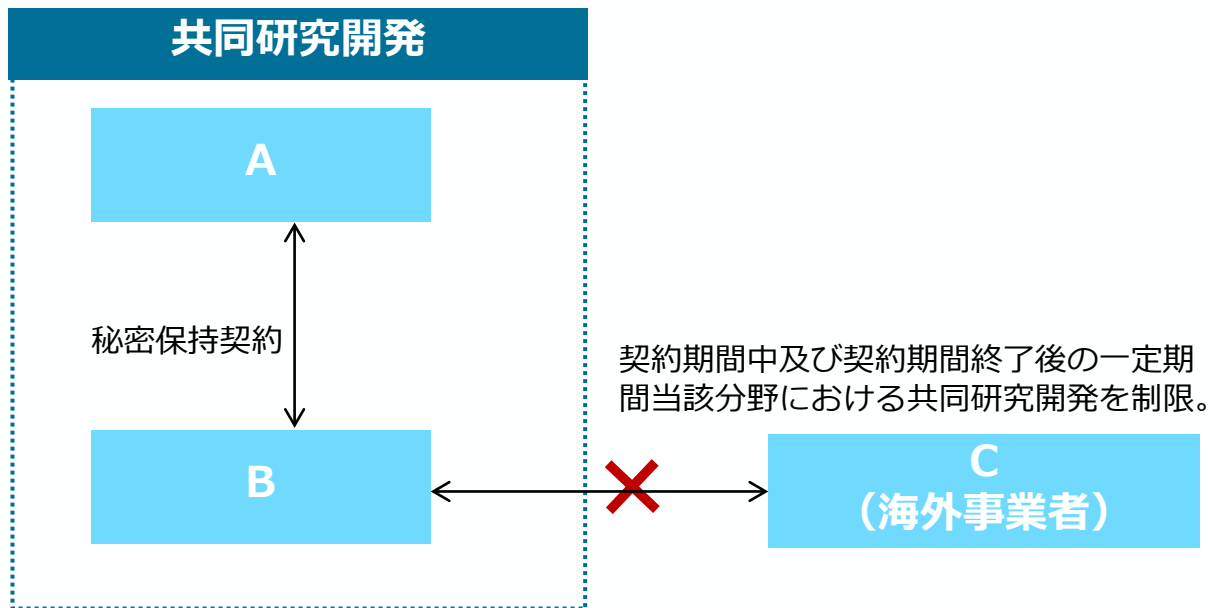 共同研究開発
A
秘密保持契約
契約期間中及び契約期間終了後の一定期
間当該分野における共同研究開発を制限。
B
C
（海外事業者）